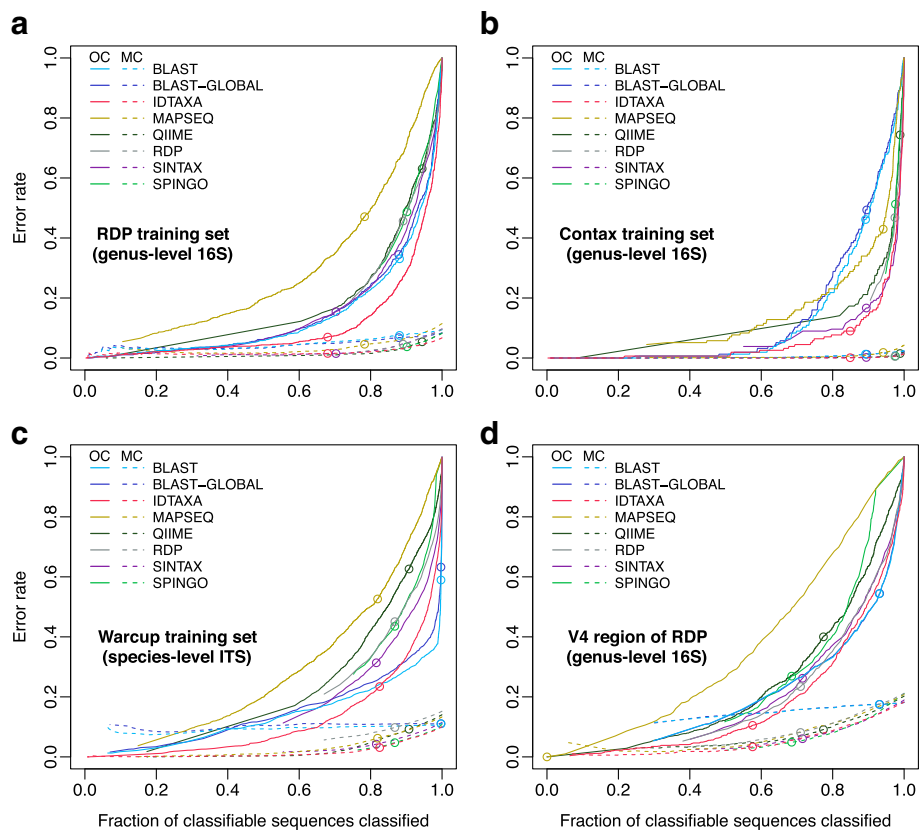 a
OC MC
BLAST
BLAST−GLOBAL
IDTAXA
MAPSEQ
QIIME
RDP
SINTAX
SPINGO
RDP training set
(genus-level 16S)
Error rate
0.0 0.2 0.4 0.6 0.8 1.0
0.0 0.2 0.4 0.6 0.8 1.0
b
OC MC
BLAST
BLAST−GLOBAL
IDTAXA
MAPSEQ
QIIME
RDP
SINTAX
SPINGO
Contax training set
(genus-level 16S)
0.0 0.2 0.4 0.6 0.8 1.0
0.0 0.2 0.4 0.6 0.8 1.0
c
OC MC
BLAST
BLAST−GLOBAL
IDTAXA
MAPSEQ
QIIME
RDP
SINTAX
SPINGO
Warcup training set
(species-level ITS)
Error rate
0.0 0.2 0.4 0.6 0.8 1.0
0.0 0.2 0.4 0.6 0.8 1.0
Fraction of classifiable sequences classified
d
OC MC
BLAST
BLAST−GLOBAL
IDTAXA
MAPSEQ
QIIME
RDP
SINTAX
SPINGO
V4 region of RDP
(genus-level 16S)
0.0 0.2 0.4 0.6 0.8 1.0
0.0 0.2 0.4 0.6 0.8 1.0
Fraction of classifiable sequences classified